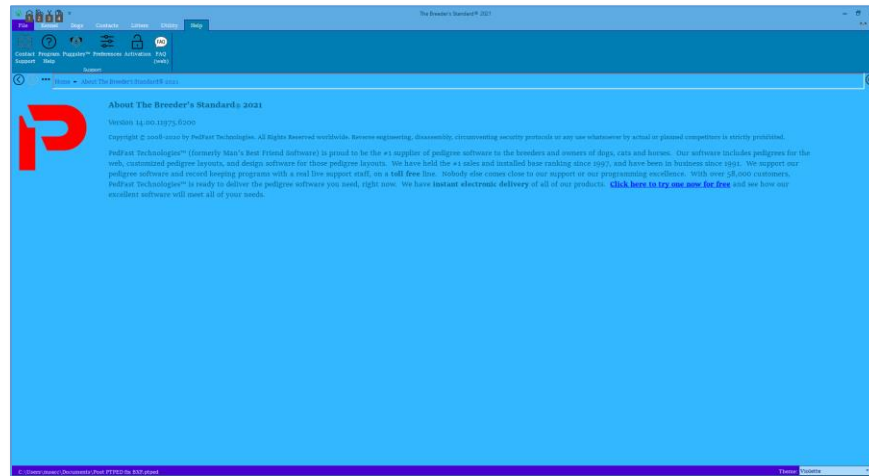 The Breeder's Standard® 2021
File Kennel Dogs Contacts Litters Utility Help
Contact Support Program Help Puppies™ Preferences Activation FAQ (web)
Support
Home About The Breeder's Standard® 2021
About The Breeder's Standard® 2021
Version 14.00.11975.6200
Copyright © 2008-2020 by PedFast Technologies. All Rights Reserved worldwide. Reverse engineering, disassembly, circumventing security protocols or any use whatsoever by actual or planned competitors is strictly prohibited.
PedFast Technologies™ (formerly Man's Best Friend Software) is proud to be the #1 supplier of pedigree software to the breeders and owners of dogs, cats and horses. Our software includes pedigrees for the
web, customized pedigree layouts, and design software for those pedigree layouts. We have held the #1 sales and installed base ranking since 1997, and have been in business since 1991. We support our
pedigree software and record keeping programs with a real live support staff, on a toll free line. Nobody else comes close to our support or our programming excellence. With over 58,000 customers,
PedFast Technologies™ is ready to deliver the pedigree software you need, right now. We have instant electronic delivery of all of our products. Click here to try one now for free and see how our
excellent software will meet all of your needs.
Theme: Violetta